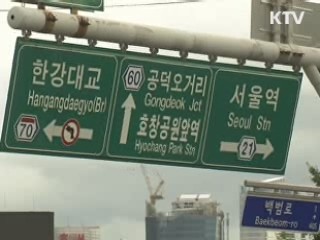 KTV
한강대교
Hangangdaegyo(Br)
70
60
공덕오거리
Gongdeok Jct
효창공원앞역
Hyochang Park Stn
서울역
Seoul Stn
21
백범로
Baekbeom-ro